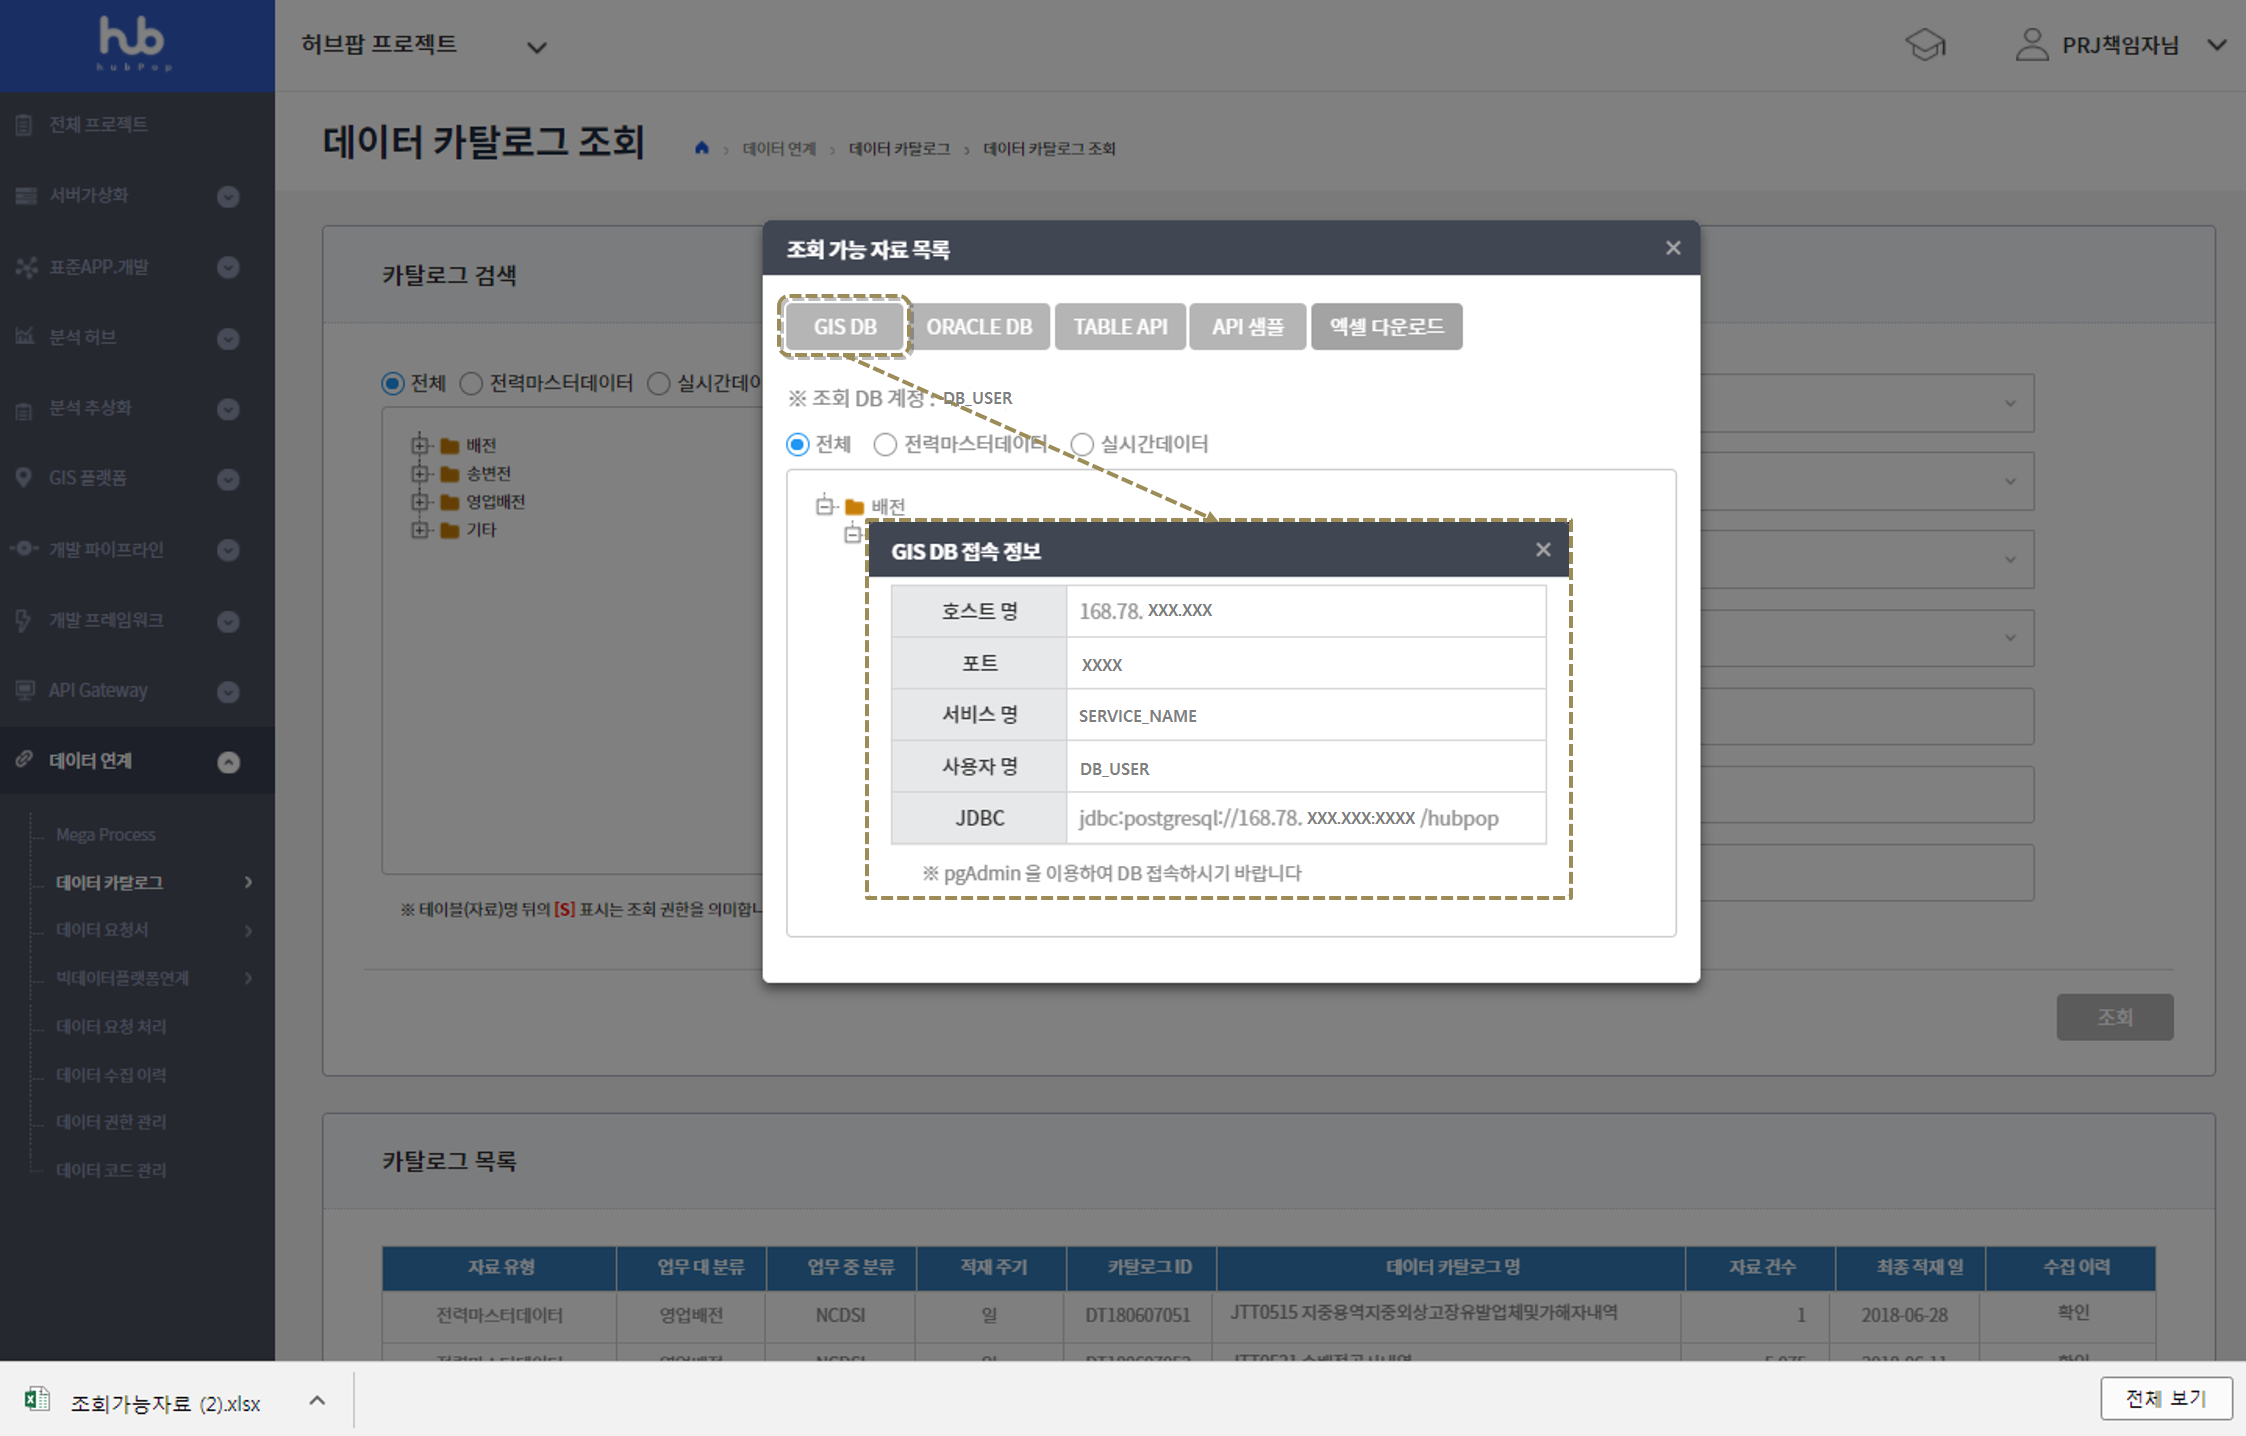 hub
hubPop
허브팝 프로젝트
PRJ책임자님
전체 프로젝트
서버가상화
표준APP.개발
분석 허브
분석 추상화
GIS 플랫폼
개발 파이프라인
개발 프레임워크
API Gateway
데이터 연계
Mega Process
데이터 카달로그
데이터 요청서
빅데이터플랫폼연계
데이터 요청 처리
데이터 수집 이력
데이터 권한 관리
데이터 코드 관리
데이터 카탈로그 조회
데이터 연계 > 데이터 카탈로그 > 데이터 카탈로그 조회
카탈로그 검색
전체 전력마스터데이터 실시간데이
배전
송변전
영업배전
기타
※ 테이블(자료)명 뒤의 [S] 표시는 조회 권한을 의미합니
조회
조회 가능 자료 목록
GIS DB
ORACLE DB
TABLE API
API 샘플
엑셀 다운로드
※ 조회 DB 계정 : DB_USER
전체 전력마스터데이터 실시간데이터
배전
GIS DB 접속 정보
호스트 명 168.78. XXX.XXX
포트 XXXX
서비스 명 SERVICE_NAME
사용자 명 DB_USER
JDBC jdbc:postgresql://168.78. XXX.XXX:XXXX /hubpop
※ pgAdmin 을 이용하여 DB 접속하시기 바랍니다
카탈로그 목록
자료 유형 업무 대 분류 업무 중 분류 적재 주기 카탈로그 ID 데이터 카탈로그 명 자료 건수 최종 적재 일 수집 이력
전력마스터데이터 영업배전 NCDSI 일 DT180607051 JTT0515 지중용역지중외상고장유발업체및가해자내역 1 2018-06-28 확인
조회가능자료 (2).xlsx
전체 보기